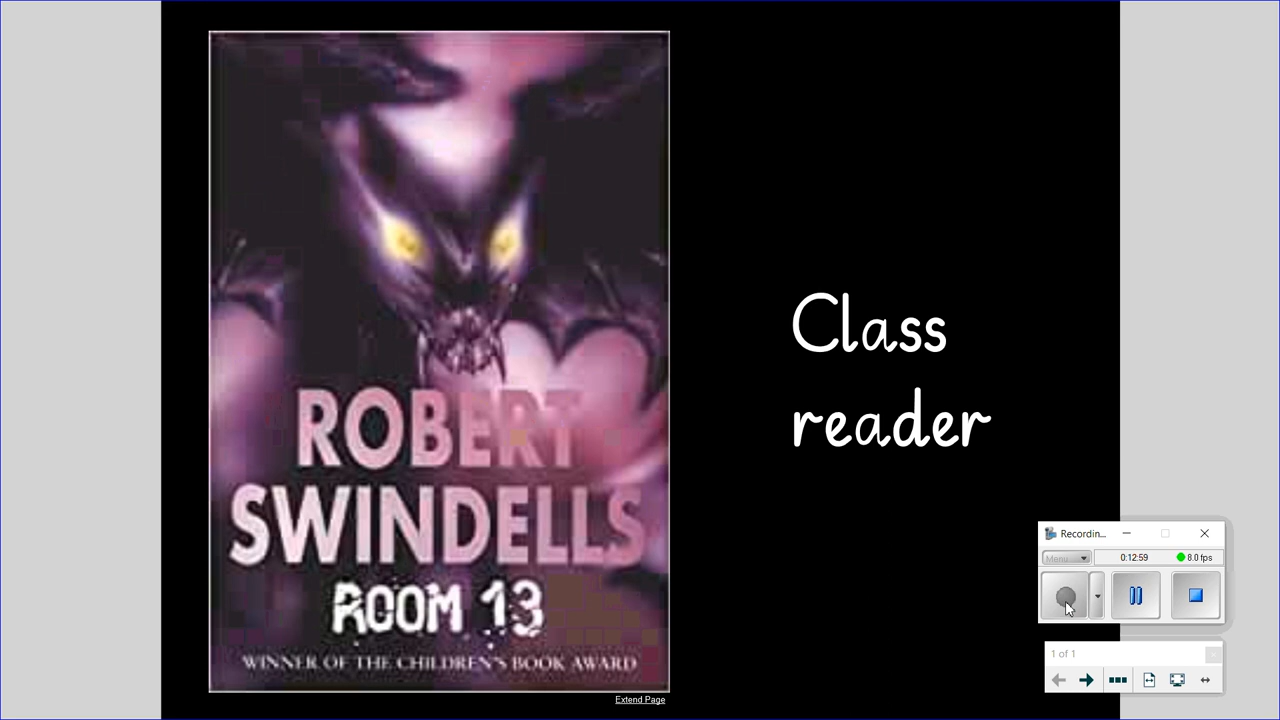 ROBERT
SWINDELLS
ROOM 13
WINNER OF THE CHILDREN'S BOOK AWARD
Extend Page
Class
reader
Recordin...
Menu
0:12:59
8.0 fps
1 of 1